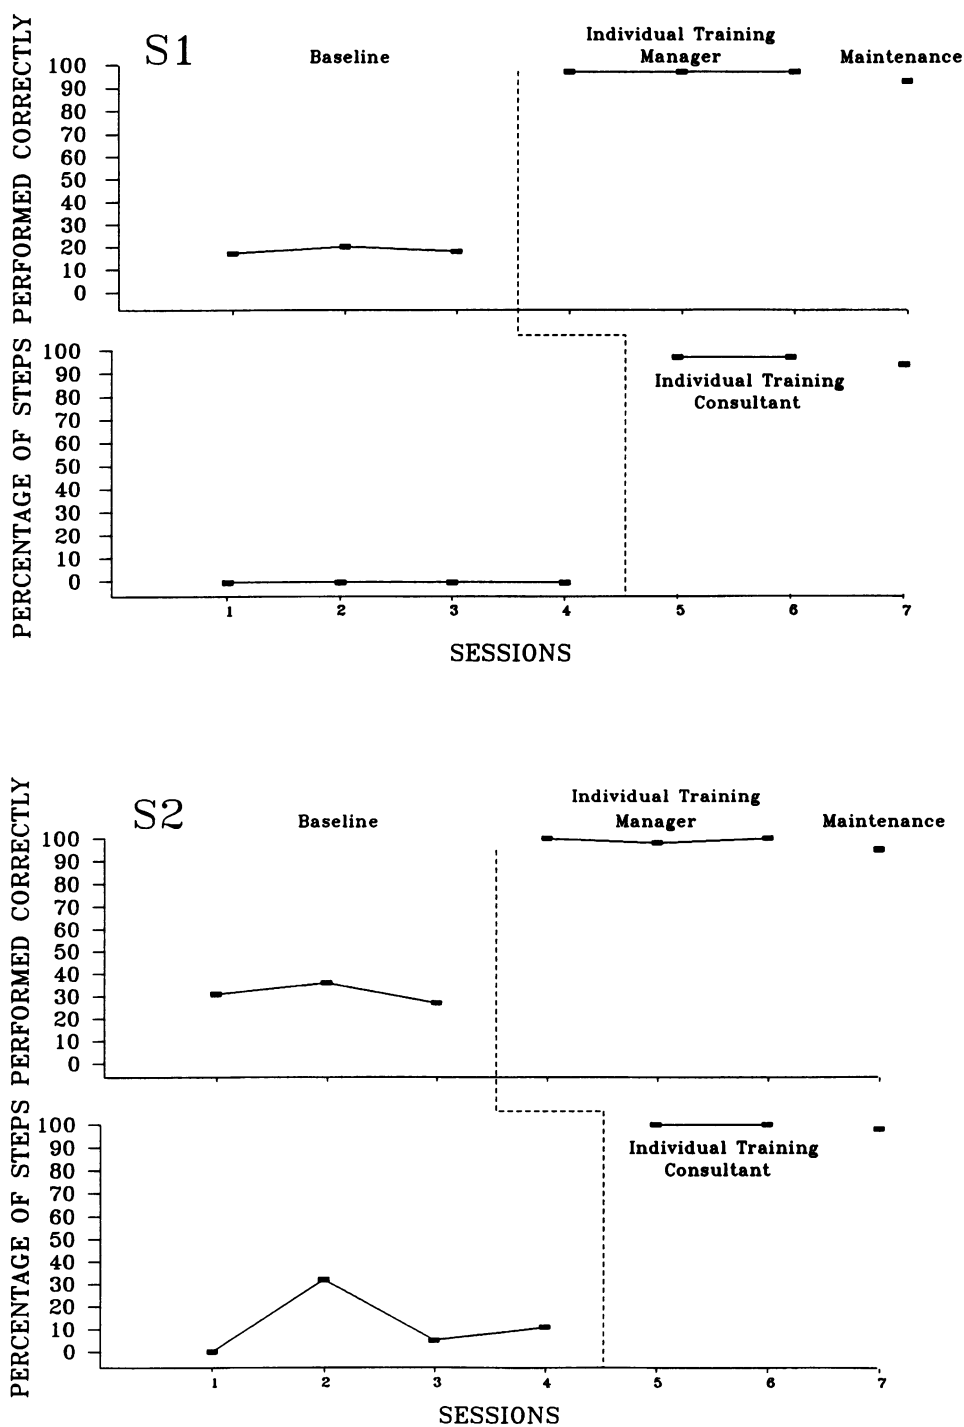 S1
Baseline
Individual Training
Manager
Maintenance
PERCENTAGE OF STEPS PERFORMED CORRECTLY
100
90
80
70
60
50
40
30
20
10
0
100
90
80
70
60
50
40
30
20
10
0
Individual Training
Consultant
1 2 3 4 5 6 7
SESSIONS
S2
Baseline
Individual Training
Manager
Maintenance
PERCENTAGE OF STEPS PERFORMED CORRECTLY
100
90
80
70
60
50
40
30
20
10
0
100
90
80
70
60
50
40
30
20
10
0
Individual Training
Consultant
1 2 3 4 5 6 7
SESSIONS